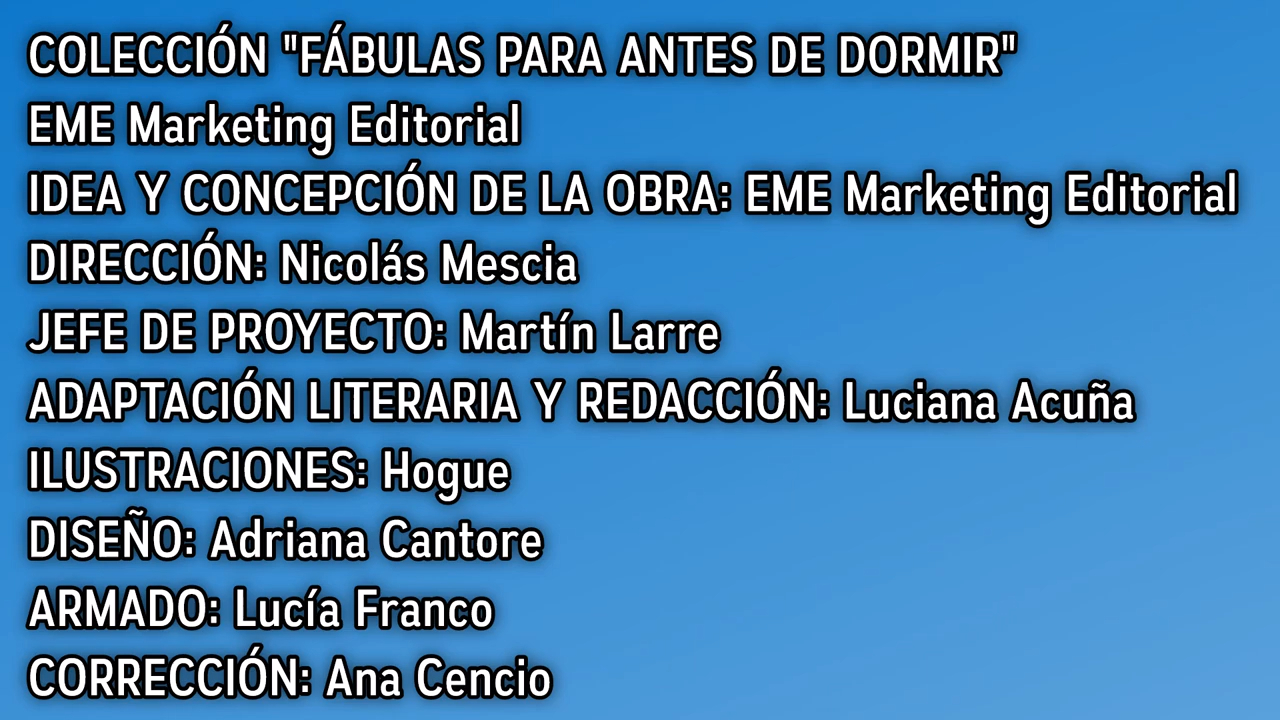 COLECCIÓN "FÁBULAS PARA ANTES DE DORMIR"
EME Marketing Editorial
IDEA Y CONCEPCIÓN DE LA OBRA: EME Marketing Editorial
DIRECCIÓN: Nicolás Mescia
JEFE DE PROYECTO: Martín Larre
ADAPTACIÓN LITERARIA Y REDACCIÓN: Luciana Acuña
ILUSTRACIONES: Hogue
DISEÑO: Adriana Cantore
ARMADO: Lucía Franco
CORRECCIÓN: Ana Cencio